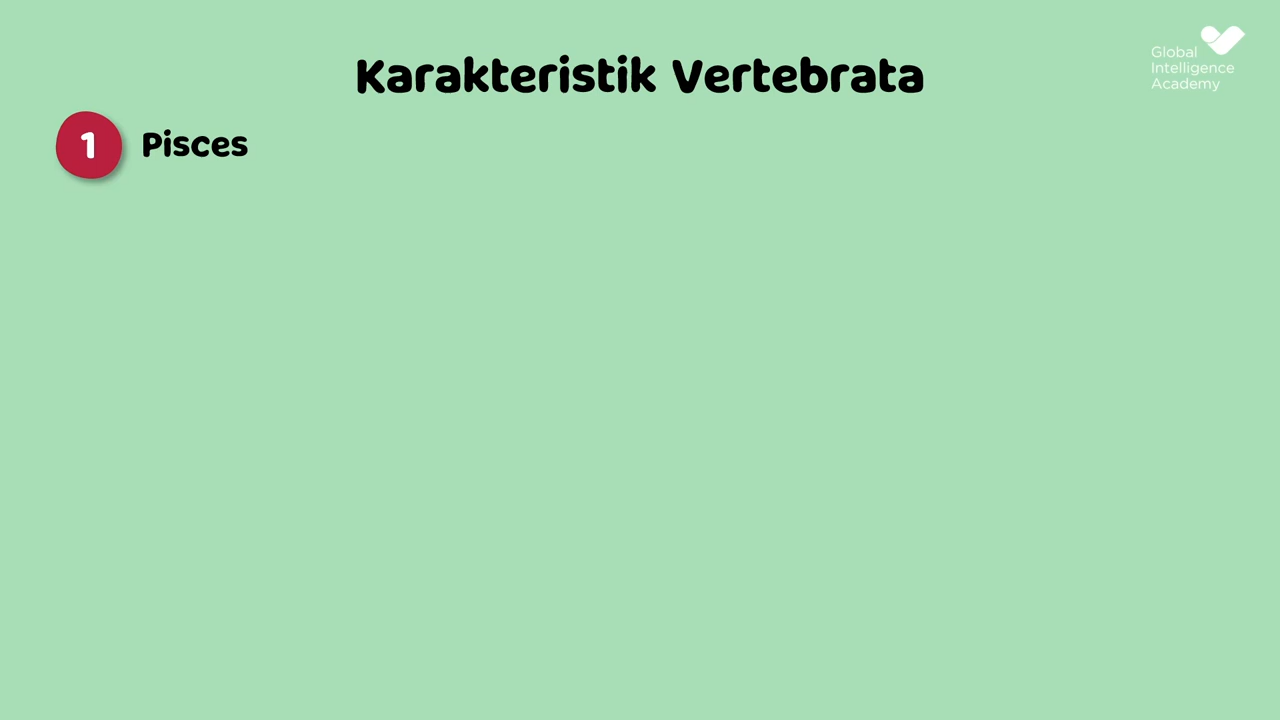 Karakteristik Vertebrata
Global
Intelligence
Academy
1 Pisces